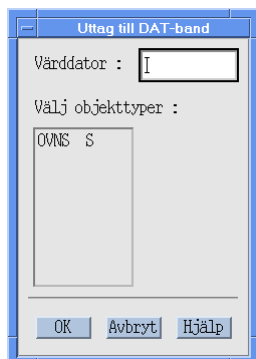 Uttag till DAT-band
Värddator :
Välj objekttyper :
OVNS S
OK Avbryt Hjälp